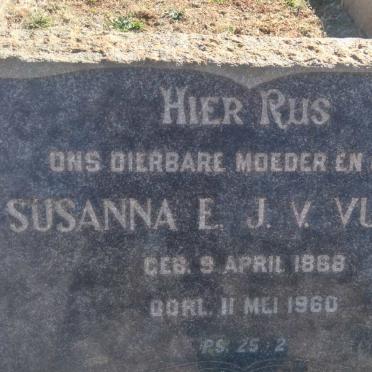 HIER RUS
ONS DIERBARE MOEDER EN
SUSANNA E. J. V. VU
GEB. 9 APRIL 1868
OORL. 11 MEI 1960
PS. 25:2